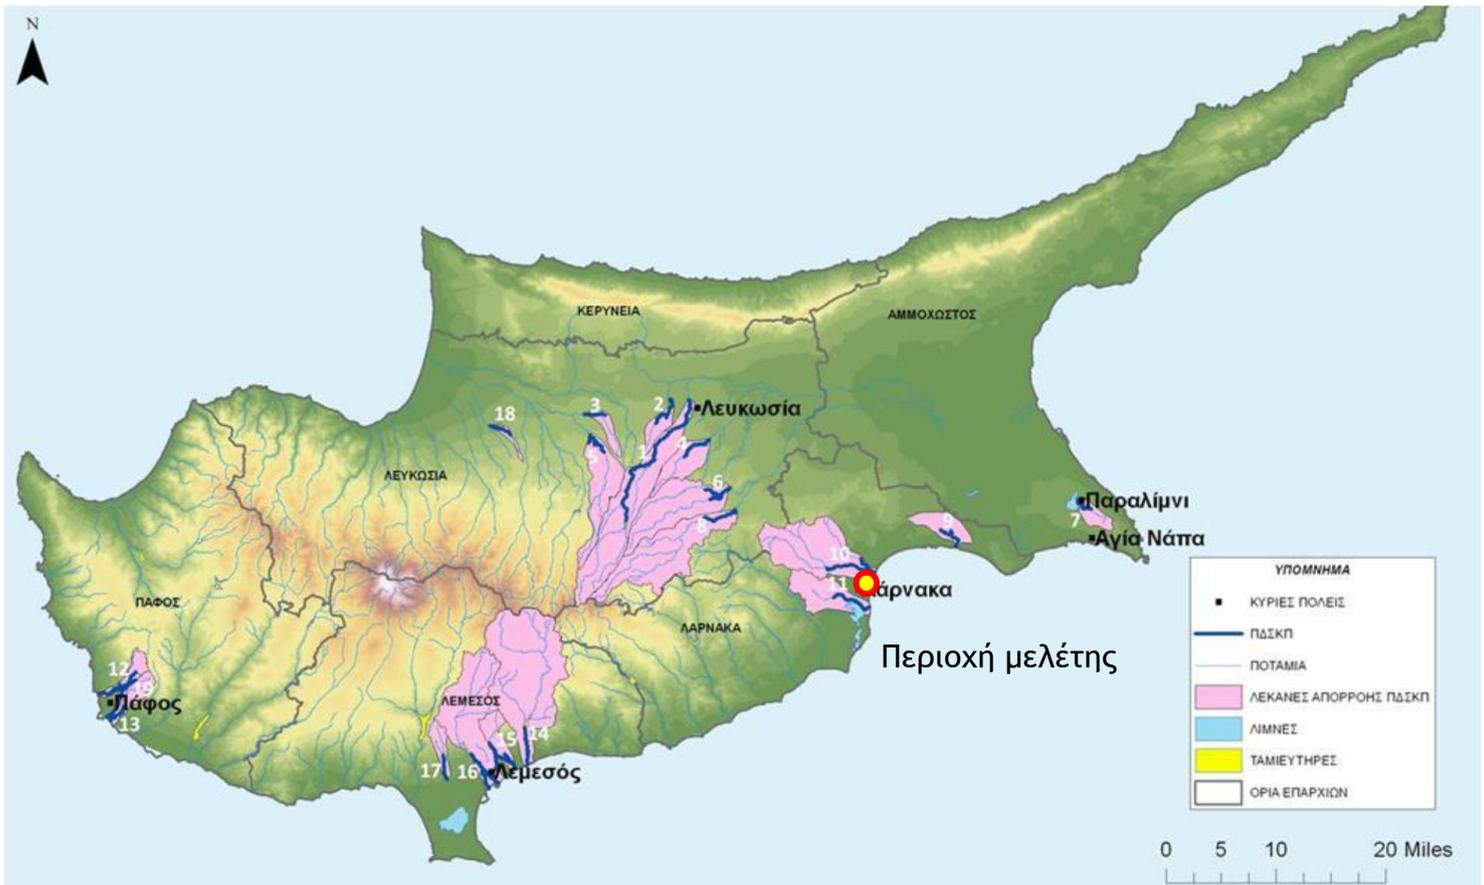 N
ΚΕΡΥΝΕΙΑ
ΑΜΜΟΧΩΣΤΟΣ
18
3
2
Λευκωσία
1
4
5
ΛΕΥΚΩΣΙΑ
6
8
9
Παραλίμνι
7
Αγία Νάπα
10
11
άρνακα
ΠΑΦΟΣ
ΛΑΡΝΑΚΑ
Περιοχή μελέτης
12
19
Πάφος
13
ΛΕΜΕΣΟΣ
15
14
17
16
Λεμεσός
ΥΠΟΜΝΗΜΑ
ΚΥΡΙΕΣ ΠΟΛΕΙΣ
ΠΔΣΚΠ
ΠΟΤΑΜΙΑ
ΛΕΚΑΝΕΣ ΑΠΟΡΡΟΗΣ ΠΔΣΚΠ
ΛΙΜΝΕΣ
ΤΑΜΙΕΥΤΗΡΕΣ
ΟΡΙΑ ΕΠΑΡΧΙΩΝ
0 5 10 20 Miles